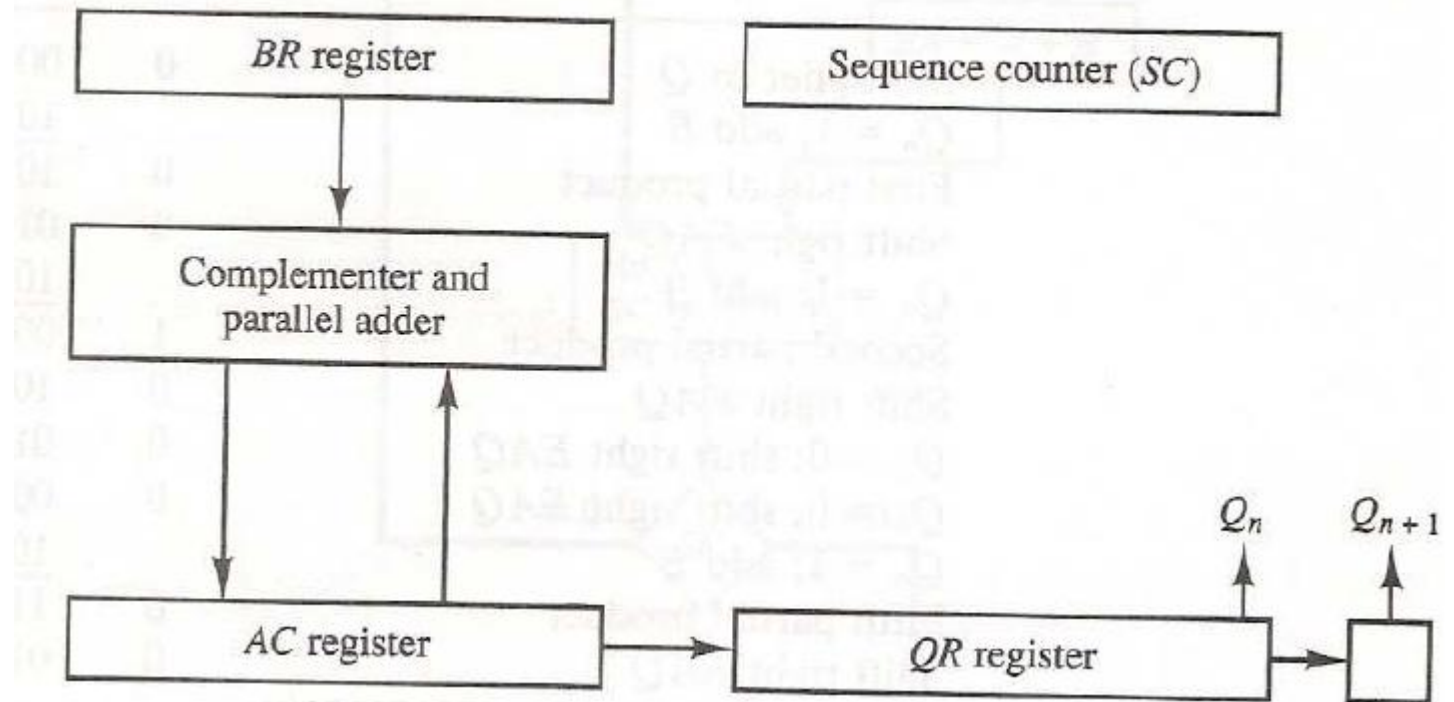 BR register
Sequence counter (SC)
Complementer and
parallel adder
Qn
Qn + 1
AC register
QR register